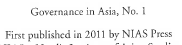 Governance in Asia, No. 1
First published in 2011 by NIAS Press